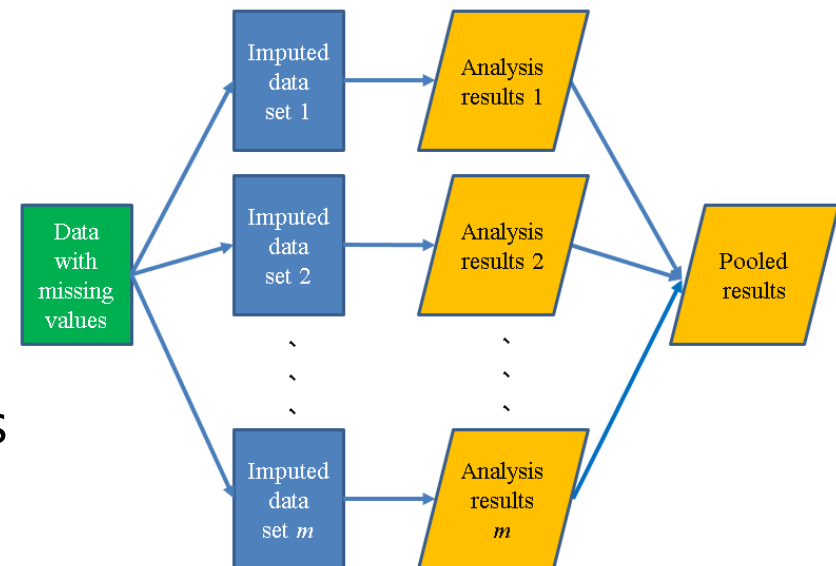 Imputed
data
set 1
Analysis
results 1
Data
with
missing
values
Imputed
data
set 2
Analysis
results 2
Pooled
results
s
Imputed
data
set m
Analysis
results
m